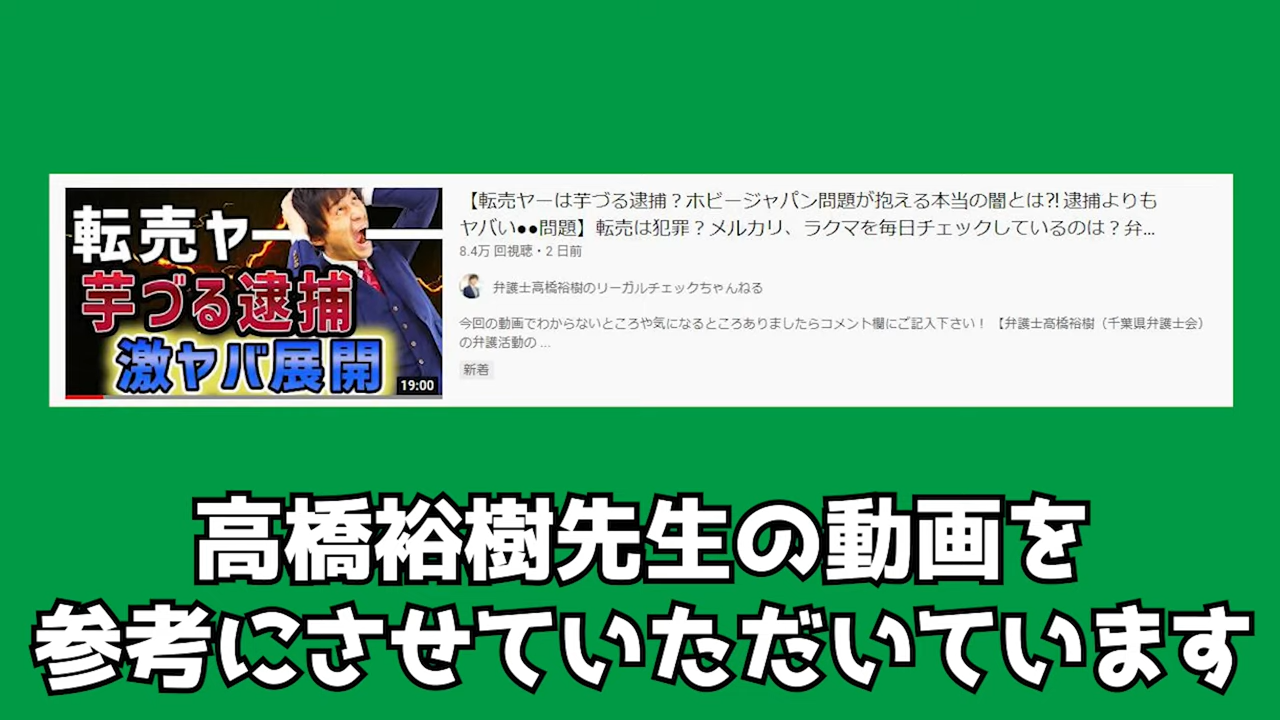 転売ヤー
芋づる逮捕
激ヤバ展開
19:00
【転売ヤーは芋づる逮捕？ホビージャパン問題が抱える本当の闇とは?! 逮捕よりも
ヤバい●●問題】転売は犯罪？メルカリ、ラクマを毎日チェックしているのは？弁...
8.4万 回視聴・2 日前
弁護士高橋裕樹のリーガルチェックちゃんねる
今回の動画でわからないところや気になるところありましたらコメント欄にご記入下さい！ 【弁護士高橋裕樹（千葉県弁護士会）
の弁護活動の ...
新着
高橋裕樹先生の動画を
参考にさせていただいています